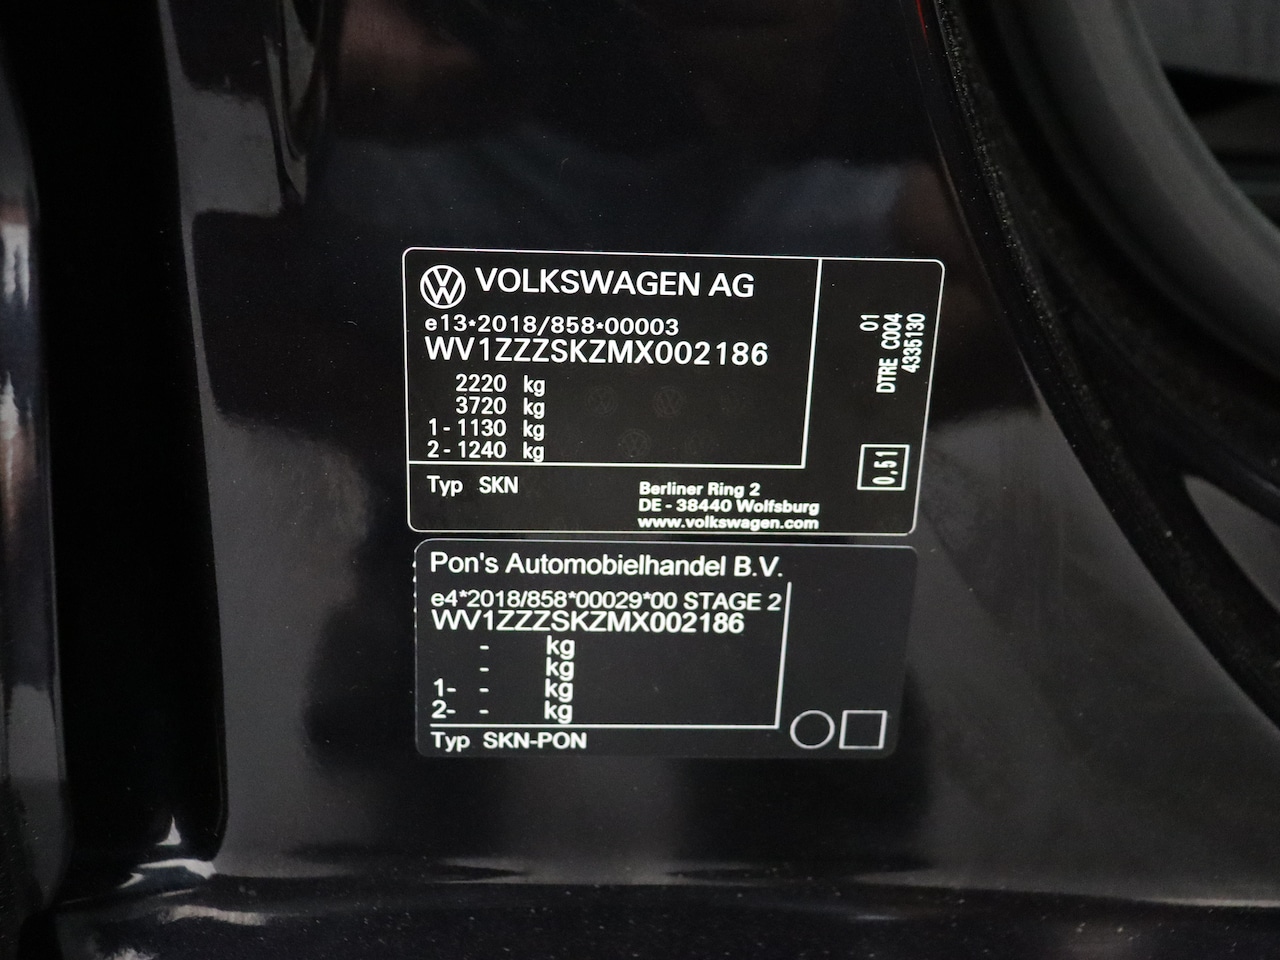 VOLKSWAGEN AG
e13*2018/858*00003
WV1ZZZSKZMX002186
2220 kg
3720 kg
1 - 1130 kg
2 - 1240 kg
Typ SKN
Berliner Ring 2
DE - 38440 Wolfsburg
www.volkswagen.com
01
DTRE C004
4335130
0,51
Pon's Automobielhandel B.V.
e4*2018/858*00029*00 STAGE 2
WV1ZZZSKZMX002186
- kg
- kg
1- - kg
2- - kg
Typ SKN-PON